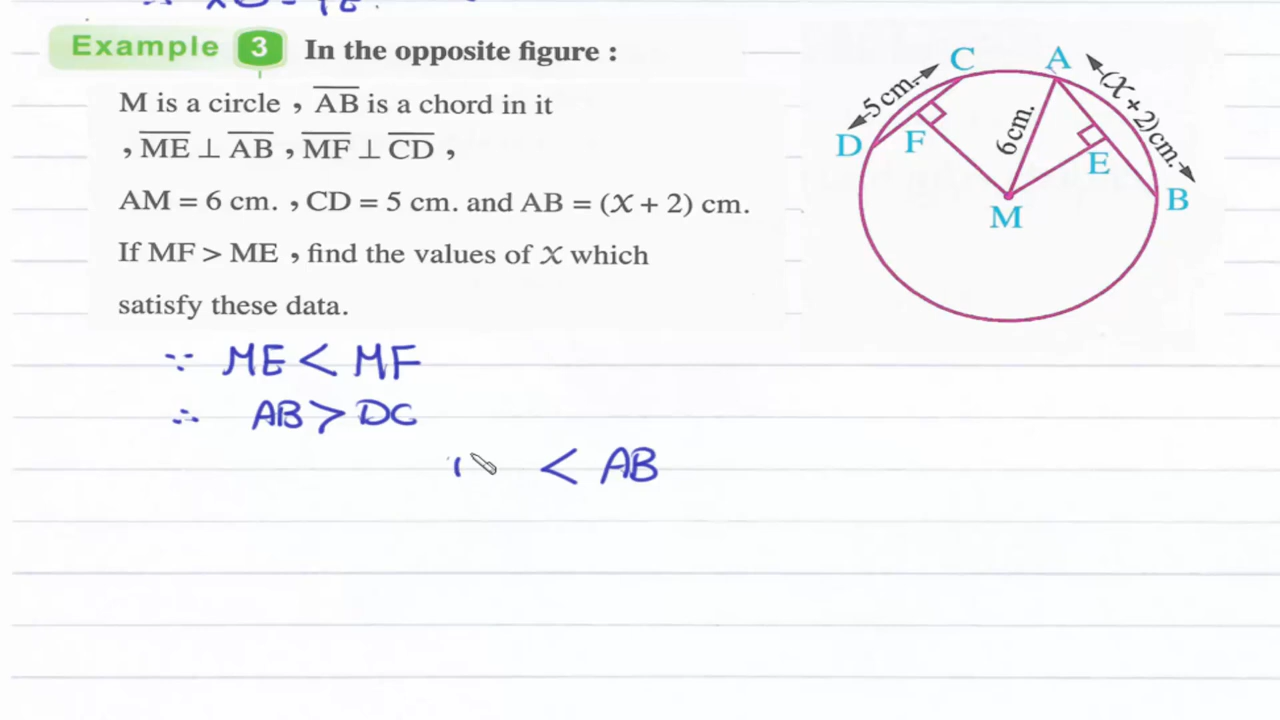 Example 3 In the opposite figure :
M is a circle , AB is a chord in it
, ME ⊥ AB , MF ⊥ CD ,
AM = 6 cm. , CD = 5 cm. and AB = (X + 2) cm.
If MF > ME , find the values of X which
satisfy these data.
C
A
5 cm.
(X + 2) cm.
D
F
6 cm.
E
B
M
∵ ME < MF
∴ AB > DC
< AB